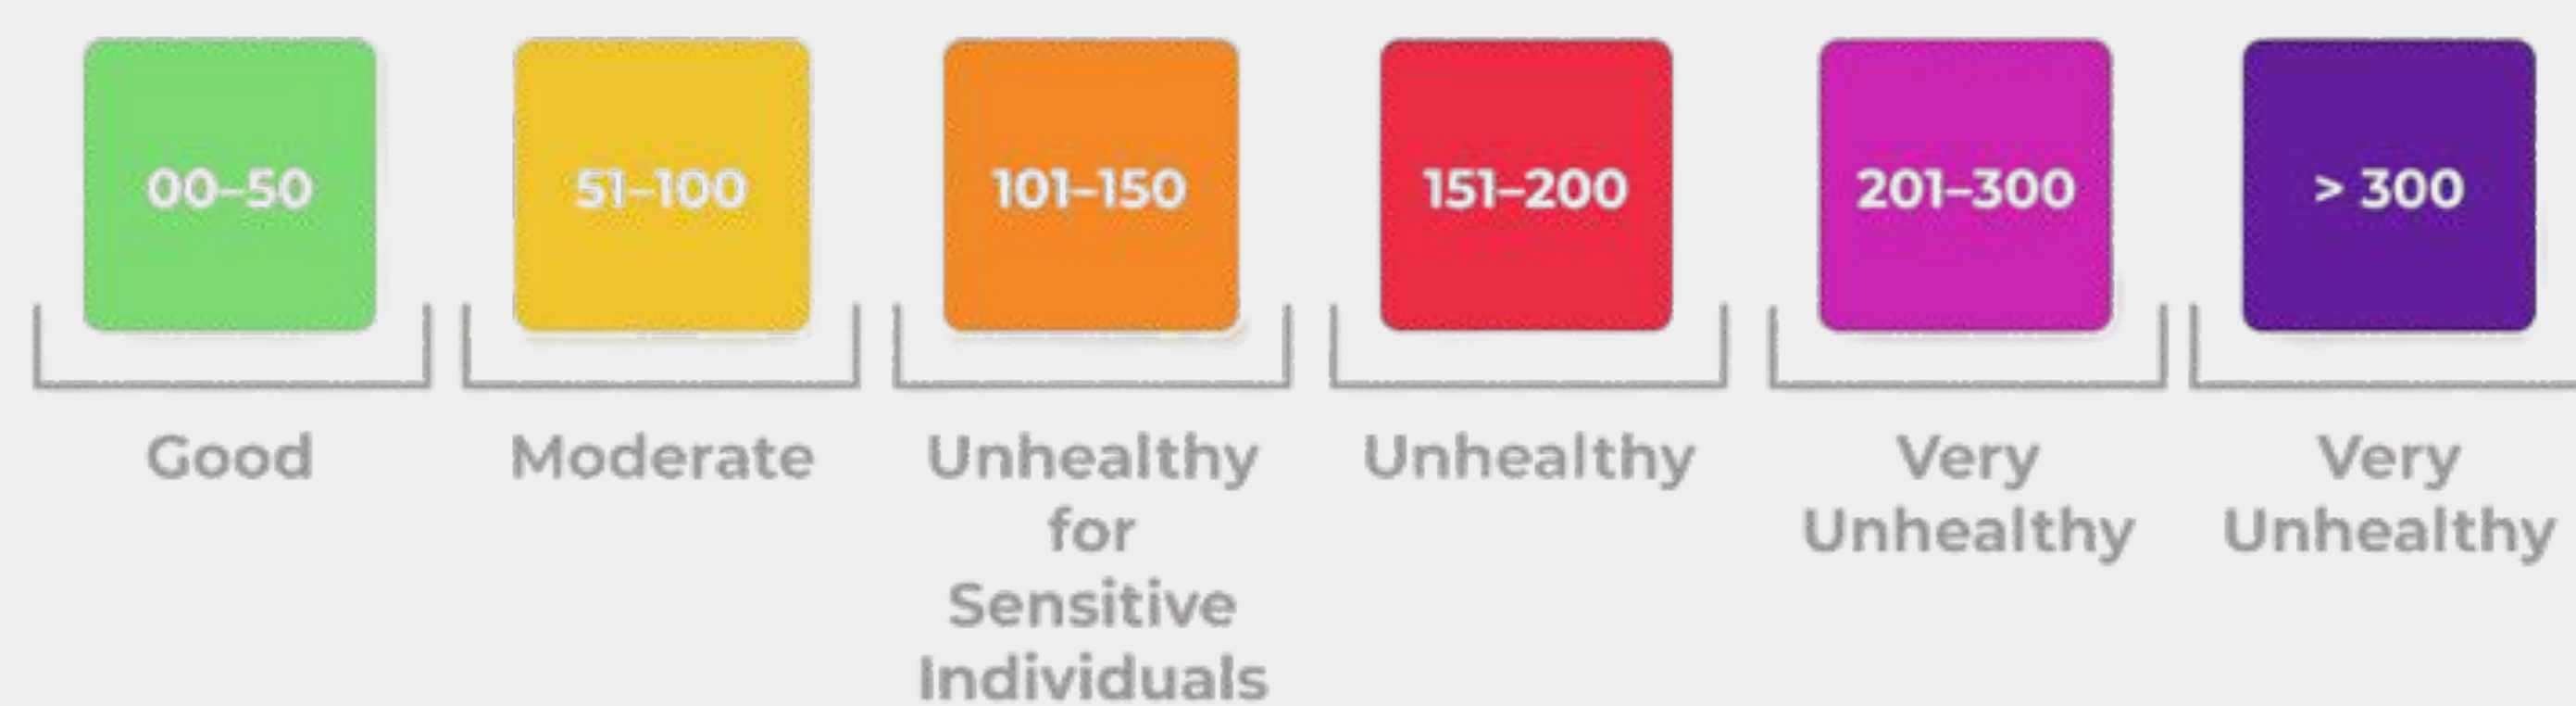 00–50
51–100
101–150
151–200
201–300
> 300
Good
Moderate
Unhealthy
for
Sensitive
Individuals
Unhealthy
Very
Unhealthy
Very
Unhealthy